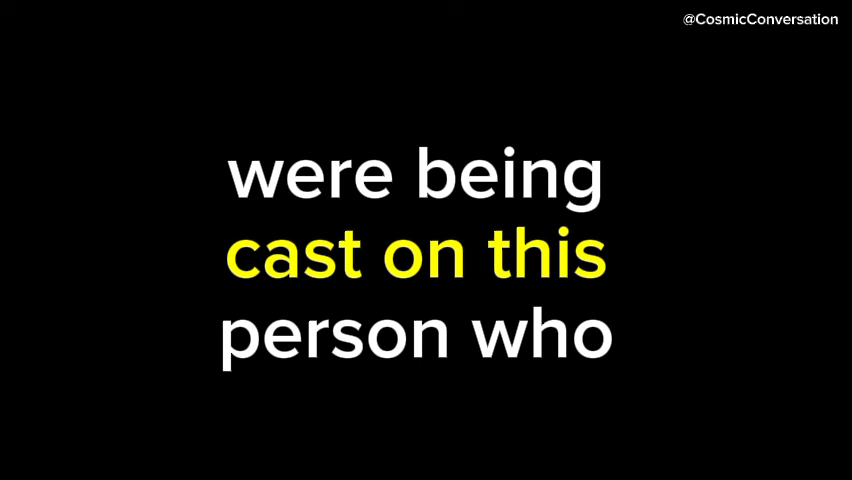 @CosmicConversation
were being
cast on this
person who